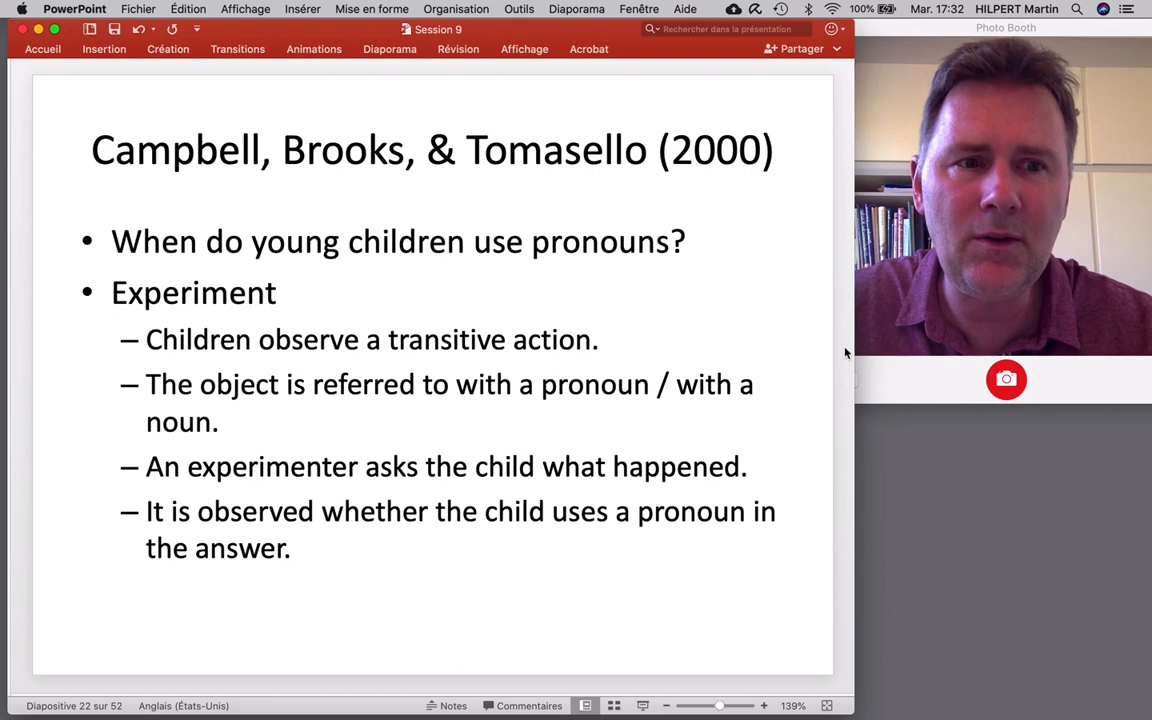 PowerPoint Fichier Édition Affichage Insérer Mise en forme Organisation Outils Diaporama Fenêtre Aide 100% Mar. 17:32 HILPERT Martin
Session 9
Rechercher dans la présentation
Photo Booth
Accueil Insertion Création Transitions Animations Diaporama Révision Affichage Acrobat Partager
Campbell, Brooks, & Tomasello (2000)
• When do young children use pronouns?
• Experiment
– Children observe a transitive action.
– The object is referred to with a pronoun / with a
noun.
– An experimenter asks the child what happened.
– It is observed whether the child uses a pronoun in
the answer.
Diapositive 22 sur 52 Anglais (États-Unis) Notes Commentaires 139%